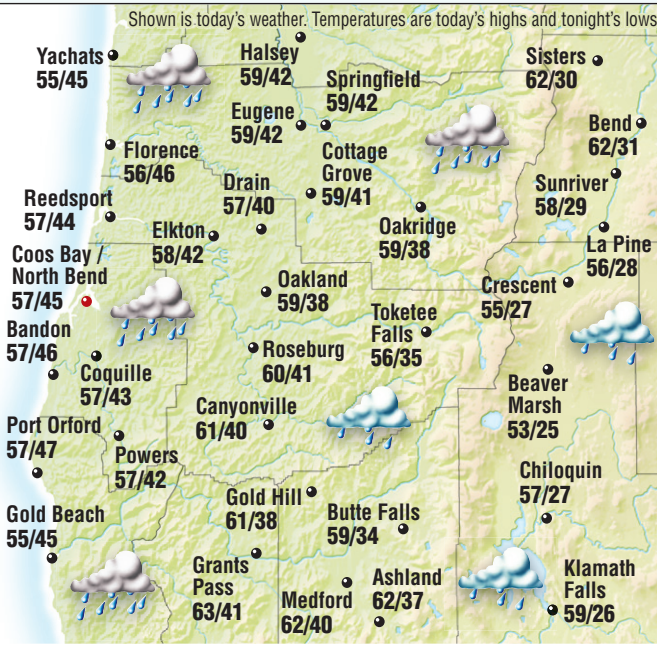 Shown is today's weather. Temperatures are today's highs and tonight's lows
Yachats
55/45
Halsey
59/42
Springfield
59/42
Sisters
62/30
Eugene
59/42
Bend
62/31
Florence
56/46
Cottage
Grove
59/41
Sunriver
58/29
Reedsport
57/44
Drain
57/40
Elkton
58/42
Oakridge
59/38
La Pine
56/28
Coos Bay /
North Bend
57/45
Oakland
59/38
Crescent
55/27
Bandon
57/46
Toketee
Falls
56/35
Roseburg
60/41
Coquille
57/43
Beaver
Marsh
53/25
Canyonville
61/40
Port Orford
57/47
Powers
57/42
Chiloquin
57/27
Gold Hill
61/38
Butte Falls
59/34
Gold Beach
55/45
Grants
Pass
63/41
Medford
62/40
Ashland
62/37
Klamath
Falls
59/26